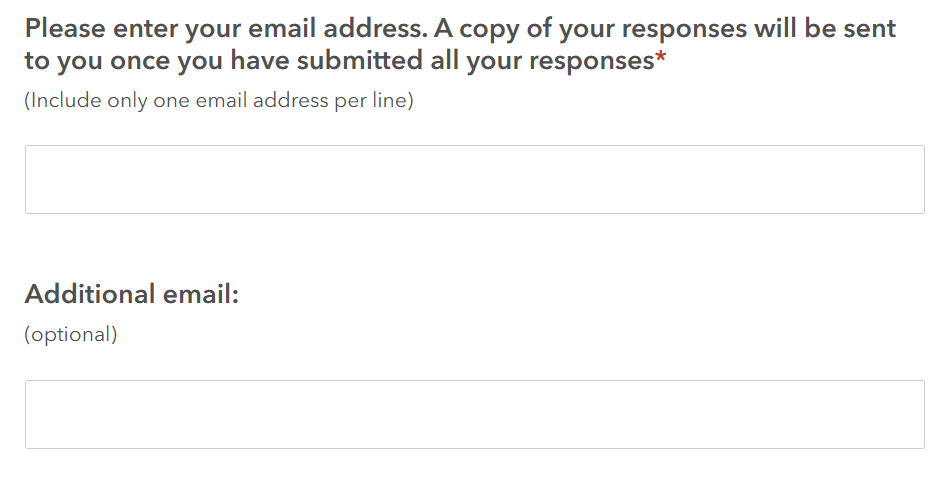 Please enter your email address. A copy of your responses will be sent
to you once you have submitted all your responses*
(Include only one email address per line)
Additional email:
(optional)